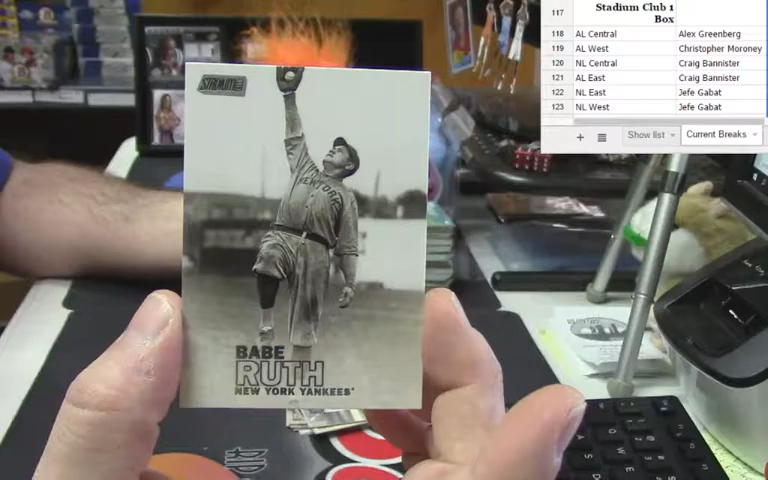 117
Stadium Club 1
Box
118 AL Central Alex Greenberg
119 AL West Christopher Moroney
120 NL Central Craig Bannister
121 AL East Craig Bannister
122 NL East Jefe Gabat
123 NL West Jefe Gabat
+ Show list Current Breaks
NEW YORK
BABE
RUTH
NEW YORK YANKEES